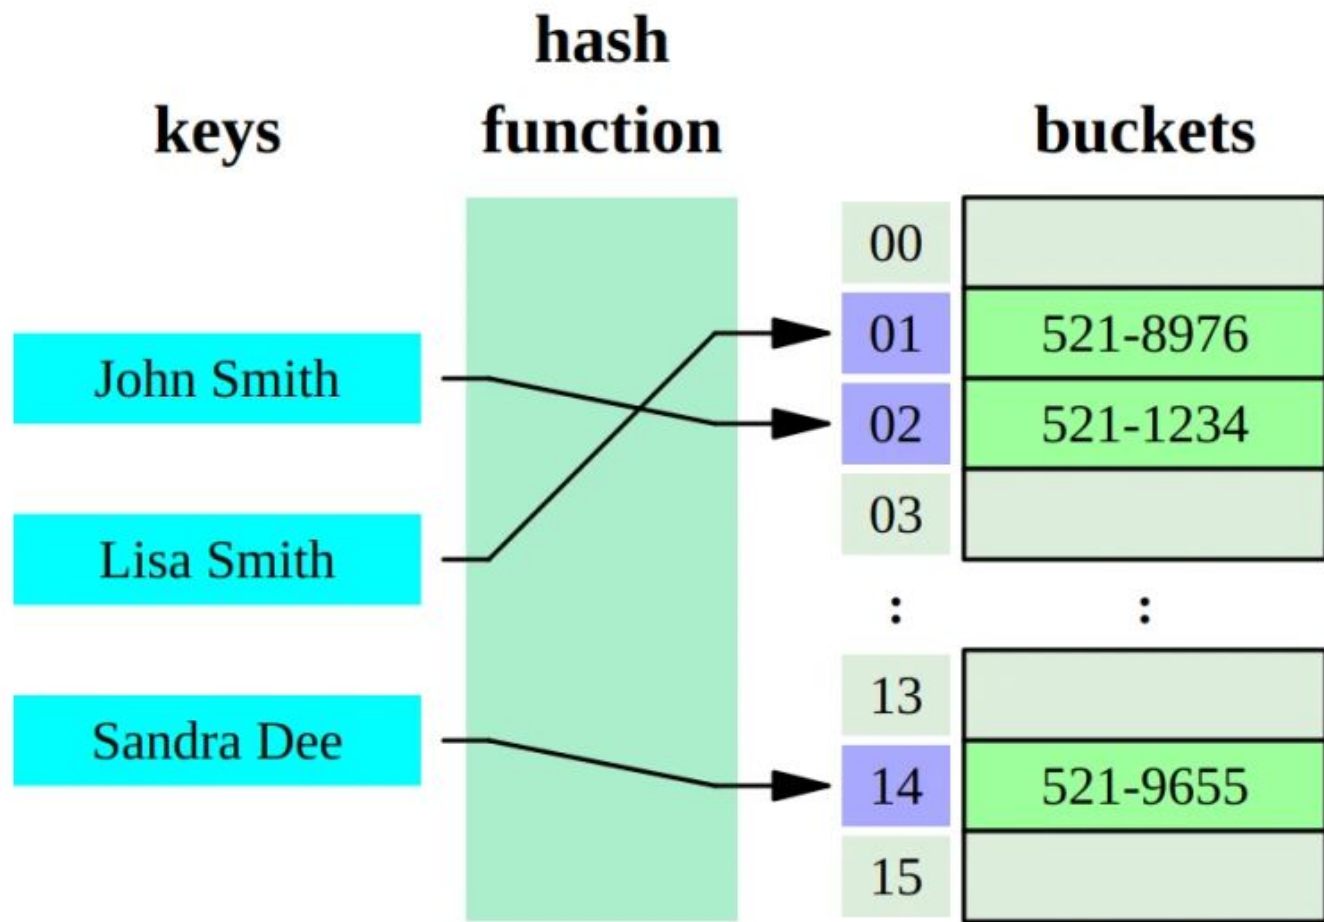 hash
keys function buckets
00
01 521-8976
John Smith
02 521-1234
03
Lisa Smith
:  :
13
Sandra Dee
14 521-9655
15